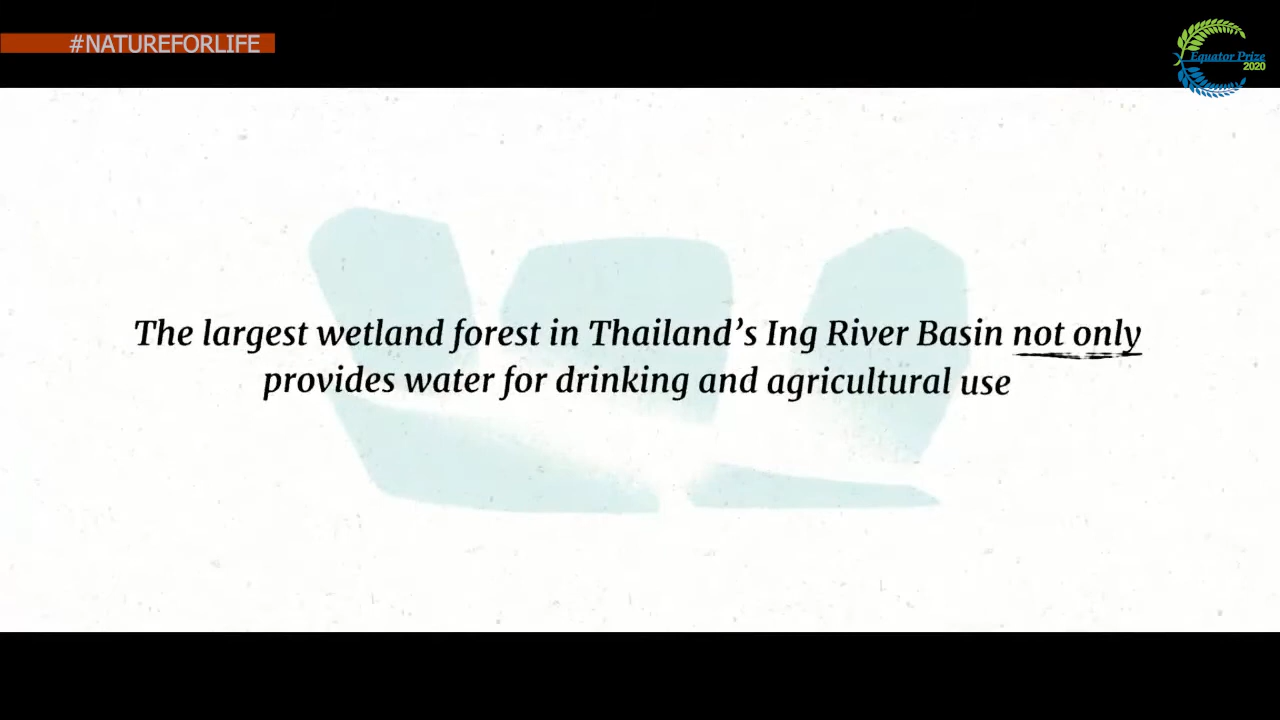 #NATUREFORLIFE
Equator Prize
2020
The largest wetland forest in Thailand’s Ing River Basin not only
provides water for drinking and agricultural use